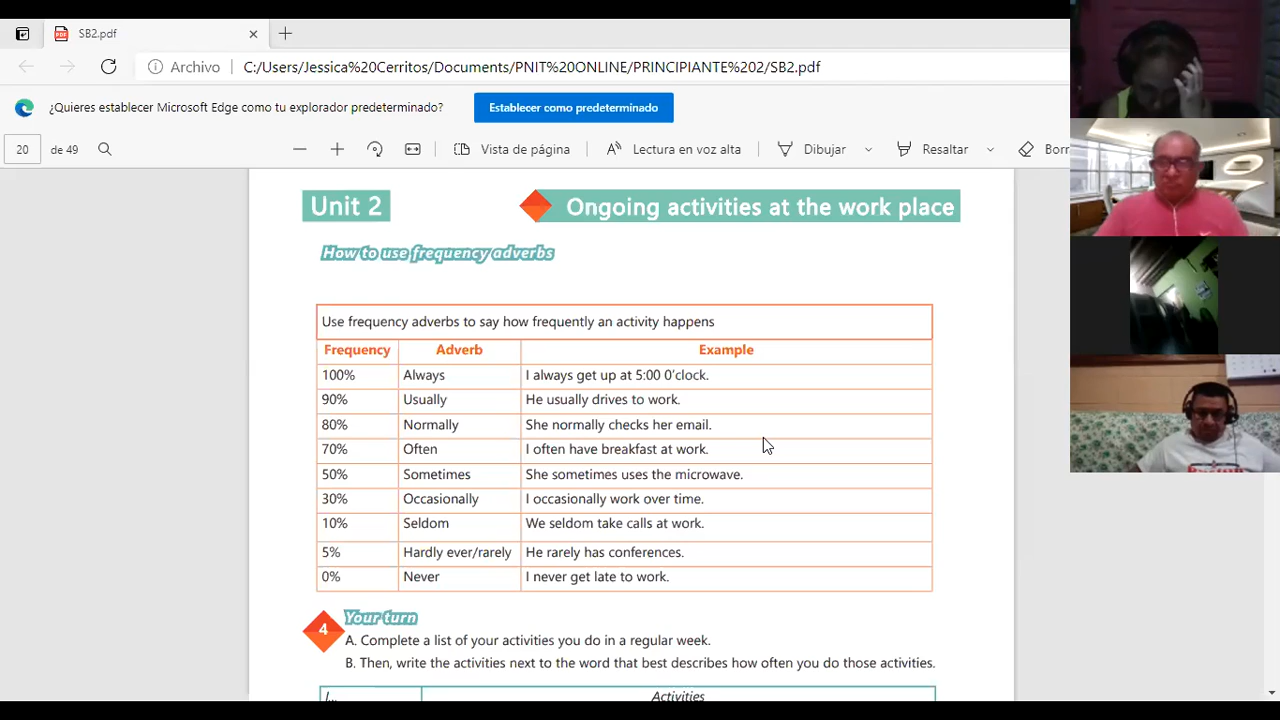 SB2.pdf
Archivo C:/Users/Jessica%20Cerritos/Documents/PNIT%20ONLINE/PRINCIPIANTE%202/SB2.pdf
¿Quieres establecer Microsoft Edge como tu explorador predeterminado? Establecer como predeterminado
20 de 49 Vista de página Lectura en voz alta Dibujar Resaltar Borr
Unit 2 Ongoing activities at the work place
How to use frequency adverbs
Use frequency adverbs to say how frequently an activity happens
Frequency Adverb Example
100% Always I always get up at 5:00 0'clock.
90% Usually He usually drives to work.
80% Normally She normally checks her email.
70% Often I often have breakfast at work.
50% Sometimes She sometimes uses the microwave.
30% Occasionally I occasionally work over time.
10% Seldom We seldom take calls at work.
5% Hardly ever/rarely He rarely has conferences.
0% Never I never get late to work.
4 Your turn
A. Complete a list of your activities you do in a regular week.
B. Then, write the activities next to the word that best describes how often you do those activities.
I... Activities